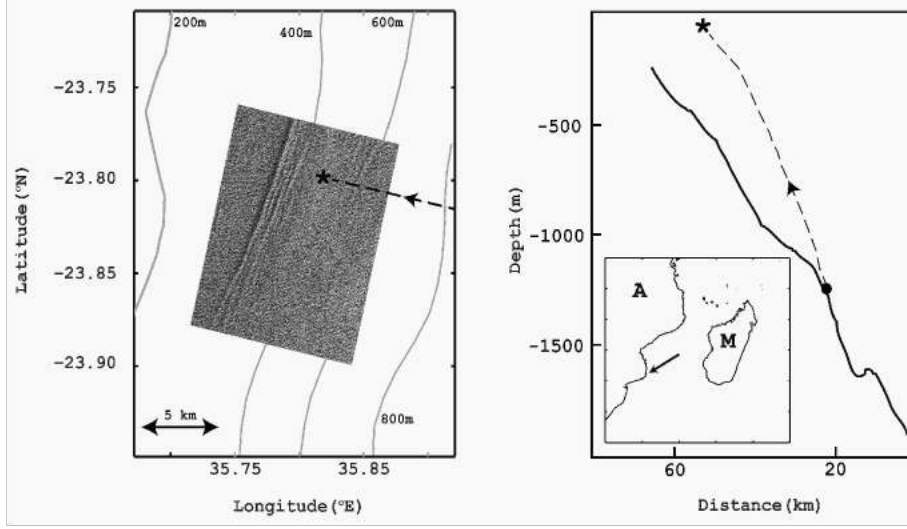 200m
400m
600m
800m
5 km
-23.75
-23.80
-23.85
-23.90
Latitude(°N)
35.75
35.85
Longitude(°E)
-500
-1000
-1500
Depth(m)
A
M
60
20
Distance(km)